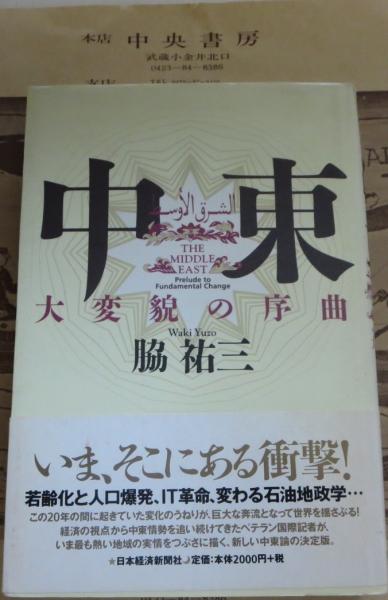 本店 中央書房
武蔵小金井北口
0423-84-8386
支店
中東
الشرق الأوسط
THE
MIDDLE
EAST
Prelude to
Fundamental Change
大変貌の序曲
Waki Yuzo
脇 祐三
いま、そこにある衝撃!
若齢化と人口爆発、IT革命、変わる石油地政学…
この20年の間に起きていた変化のうねりが、巨大な奔流となって世界を揺さぶる!
経済の視点から中東情勢を追い続けてきたベテラン国際記者が、
いま最も熱い地域の実情をつぶさに描く、新しい中東論の決定版。
★日本経済新聞社 定価:本体2000円+税